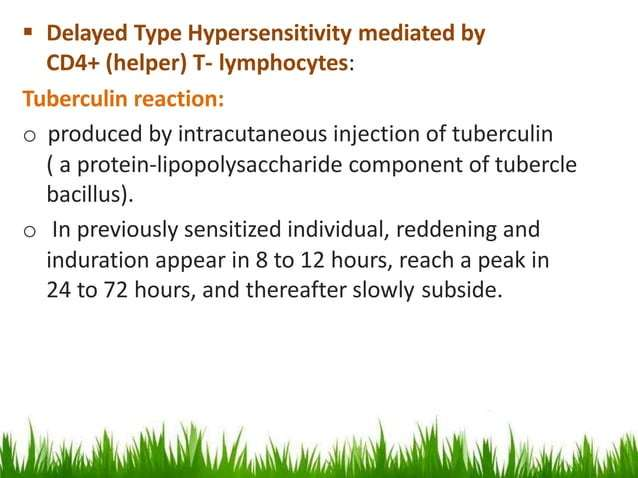 ▪ Delayed Type Hypersensitivity mediated by
CD4+ (helper) T- lymphocytes:
Tuberculin reaction:
o produced by intracutaneous injection of tuberculin
( a protein-lipopolysaccharide component of tubercle
bacillus).
o In previously sensitized individual, reddening and
induration appear in 8 to 12 hours, reach a peak in
24 to 72 hours, and thereafter slowly subside.